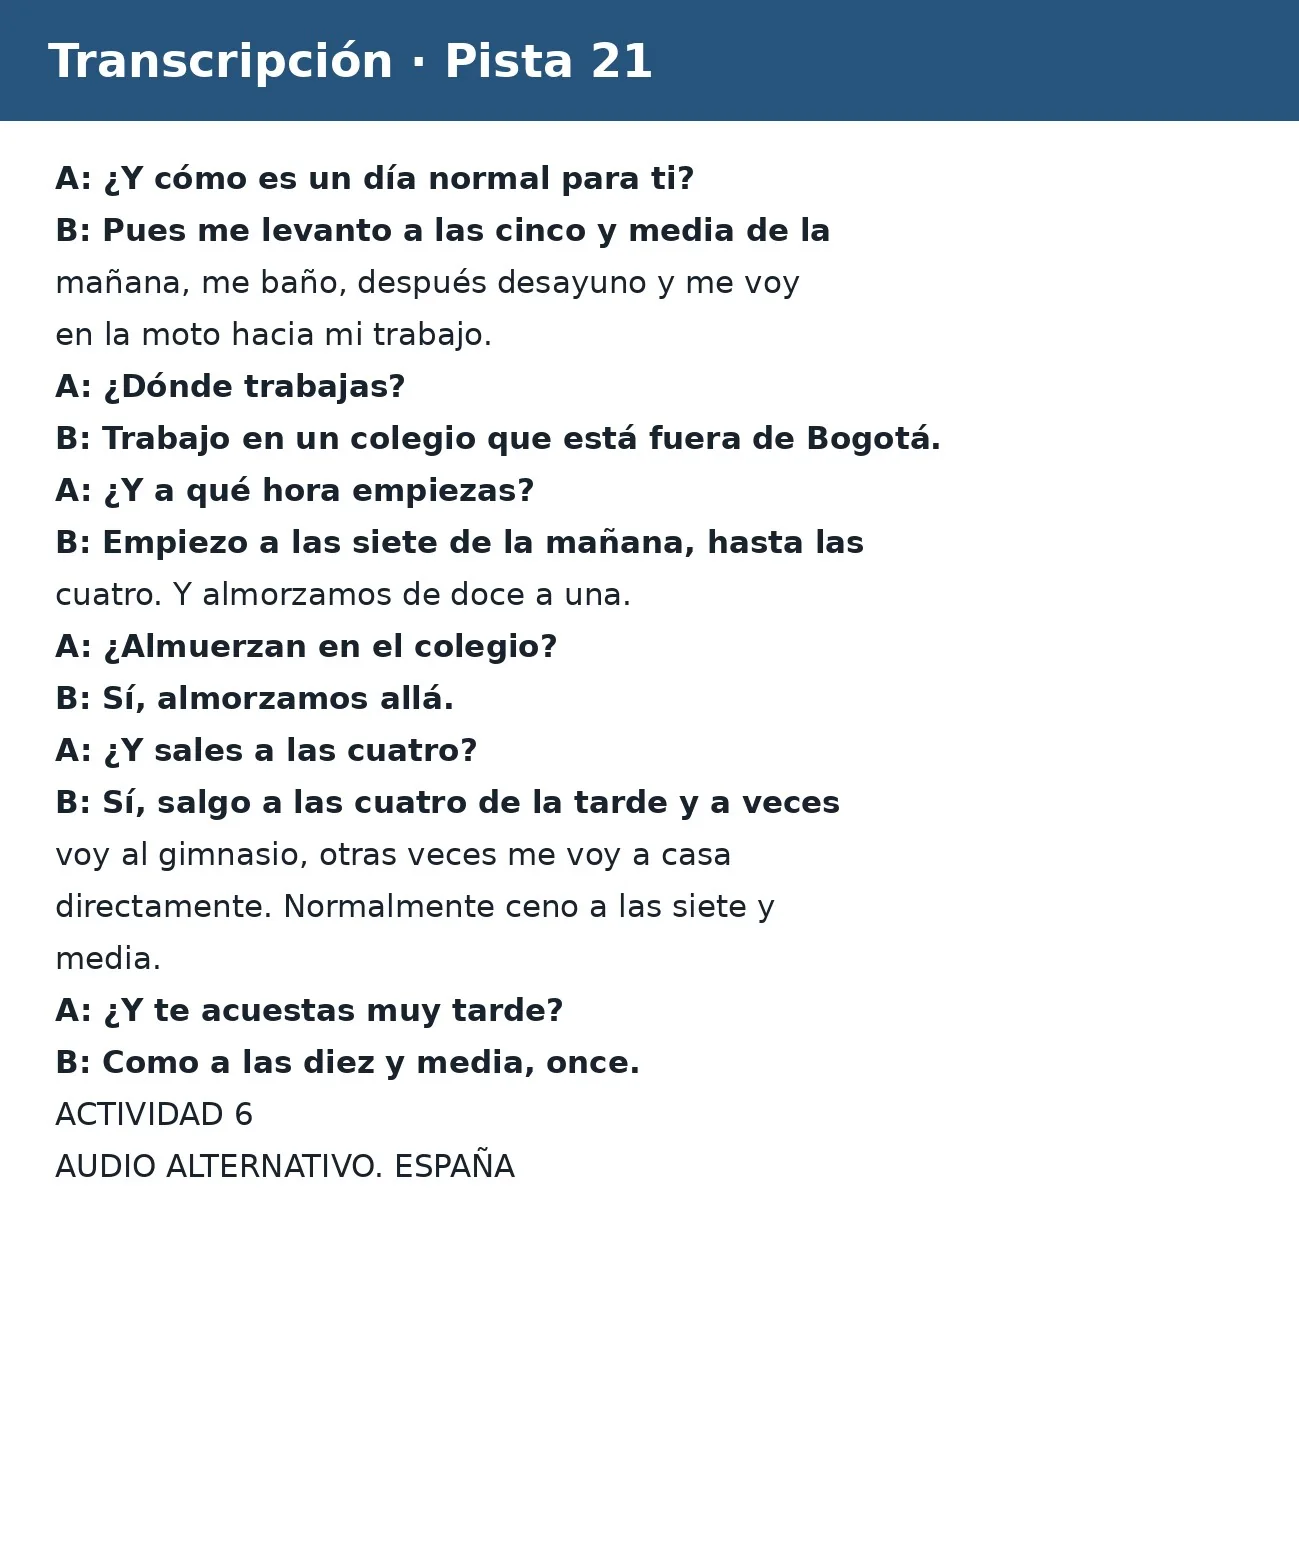 Transcripción · Pista 21
A: ¿Y cómo es un día normal para ti?
B: Pues me levanto a las cinco y media de la
mañana, me baño, después desayuno y me voy
en la moto hacia mi trabajo.
A: ¿Dónde trabajas?
B: Trabajo en un colegio que está fuera de Bogotá.
A: ¿Y a qué hora empiezas?
B: Empiezo a las siete de la mañana, hasta las
cuatro. Y almorzamos de doce a una.
A: ¿Almuerzan en el colegio?
B: Sí, almorzamos allá.
A: ¿Y sales a las cuatro?
B: Sí, salgo a las cuatro de la tarde y a veces
voy al gimnasio, otras veces me voy a casa
directamente. Normalmente ceno a las siete y
media.
A: ¿Y te acuestas muy tarde?
B: Como a las diez y media, once.
ACTIVIDAD 6
AUDIO ALTERNATIVO. ESPAÑA